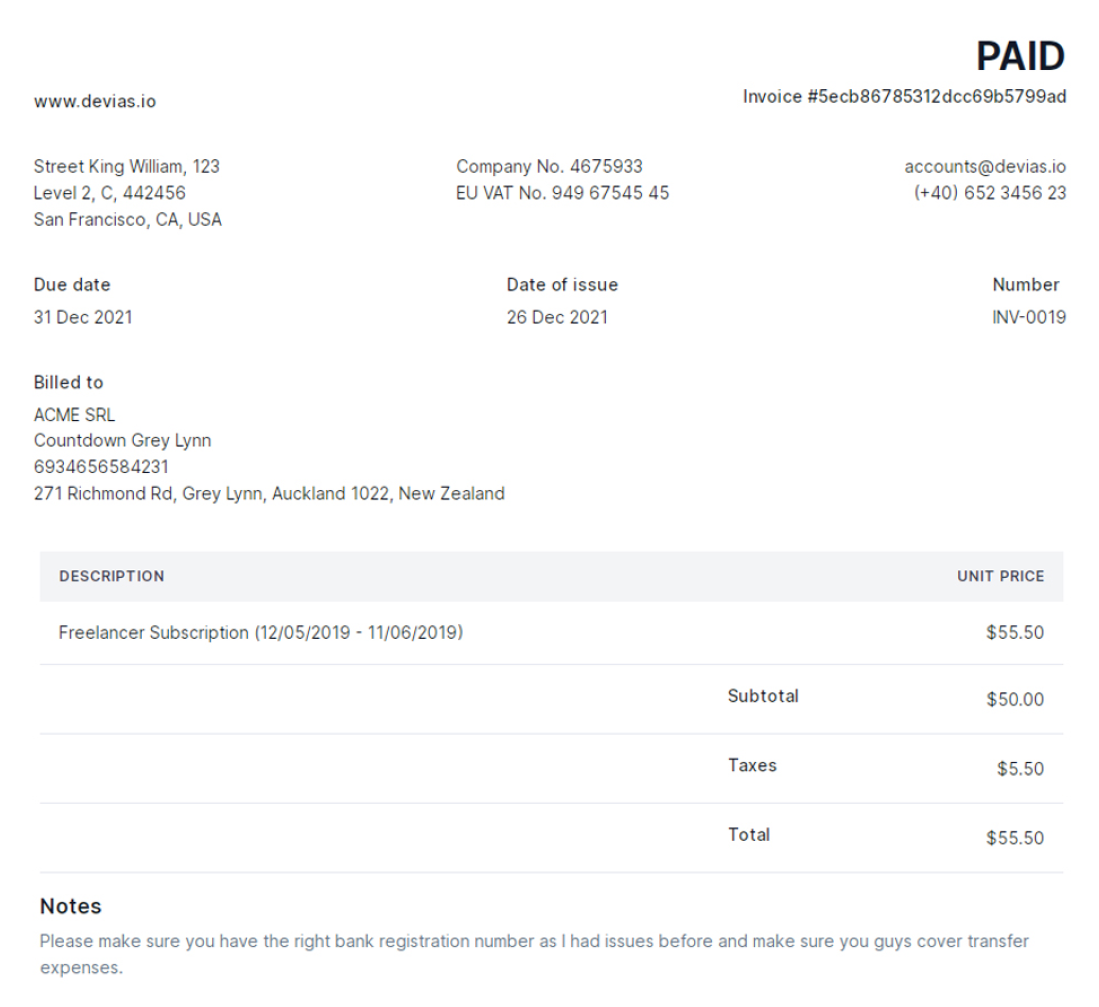 PAID
www.devias.io
Invoice #5ecb86785312dcc69b5799ad
Street King William, 123
Level 2, C, 442456
San Francisco, CA, USA
Company No. 4675933
EU VAT No. 949 67545 45
accounts@devias.io
(+40) 652 3456 23
Due date
31 Dec 2021
Date of issue
26 Dec 2021
Number
INV-0019
Billed to
ACME SRL
Countdown Grey Lynn
6934656584231
271 Richmond Rd, Grey Lynn, Auckland 1022, New Zealand
DESCRIPTION UNIT PRICE
Freelancer Subscription (12/05/2019 - 11/06/2019) $55.50
Subtotal $50.00
Taxes $5.50
Total $55.50
Notes
Please make sure you have the right bank registration number as I had issues before and make sure you guys cover transfer
expenses.